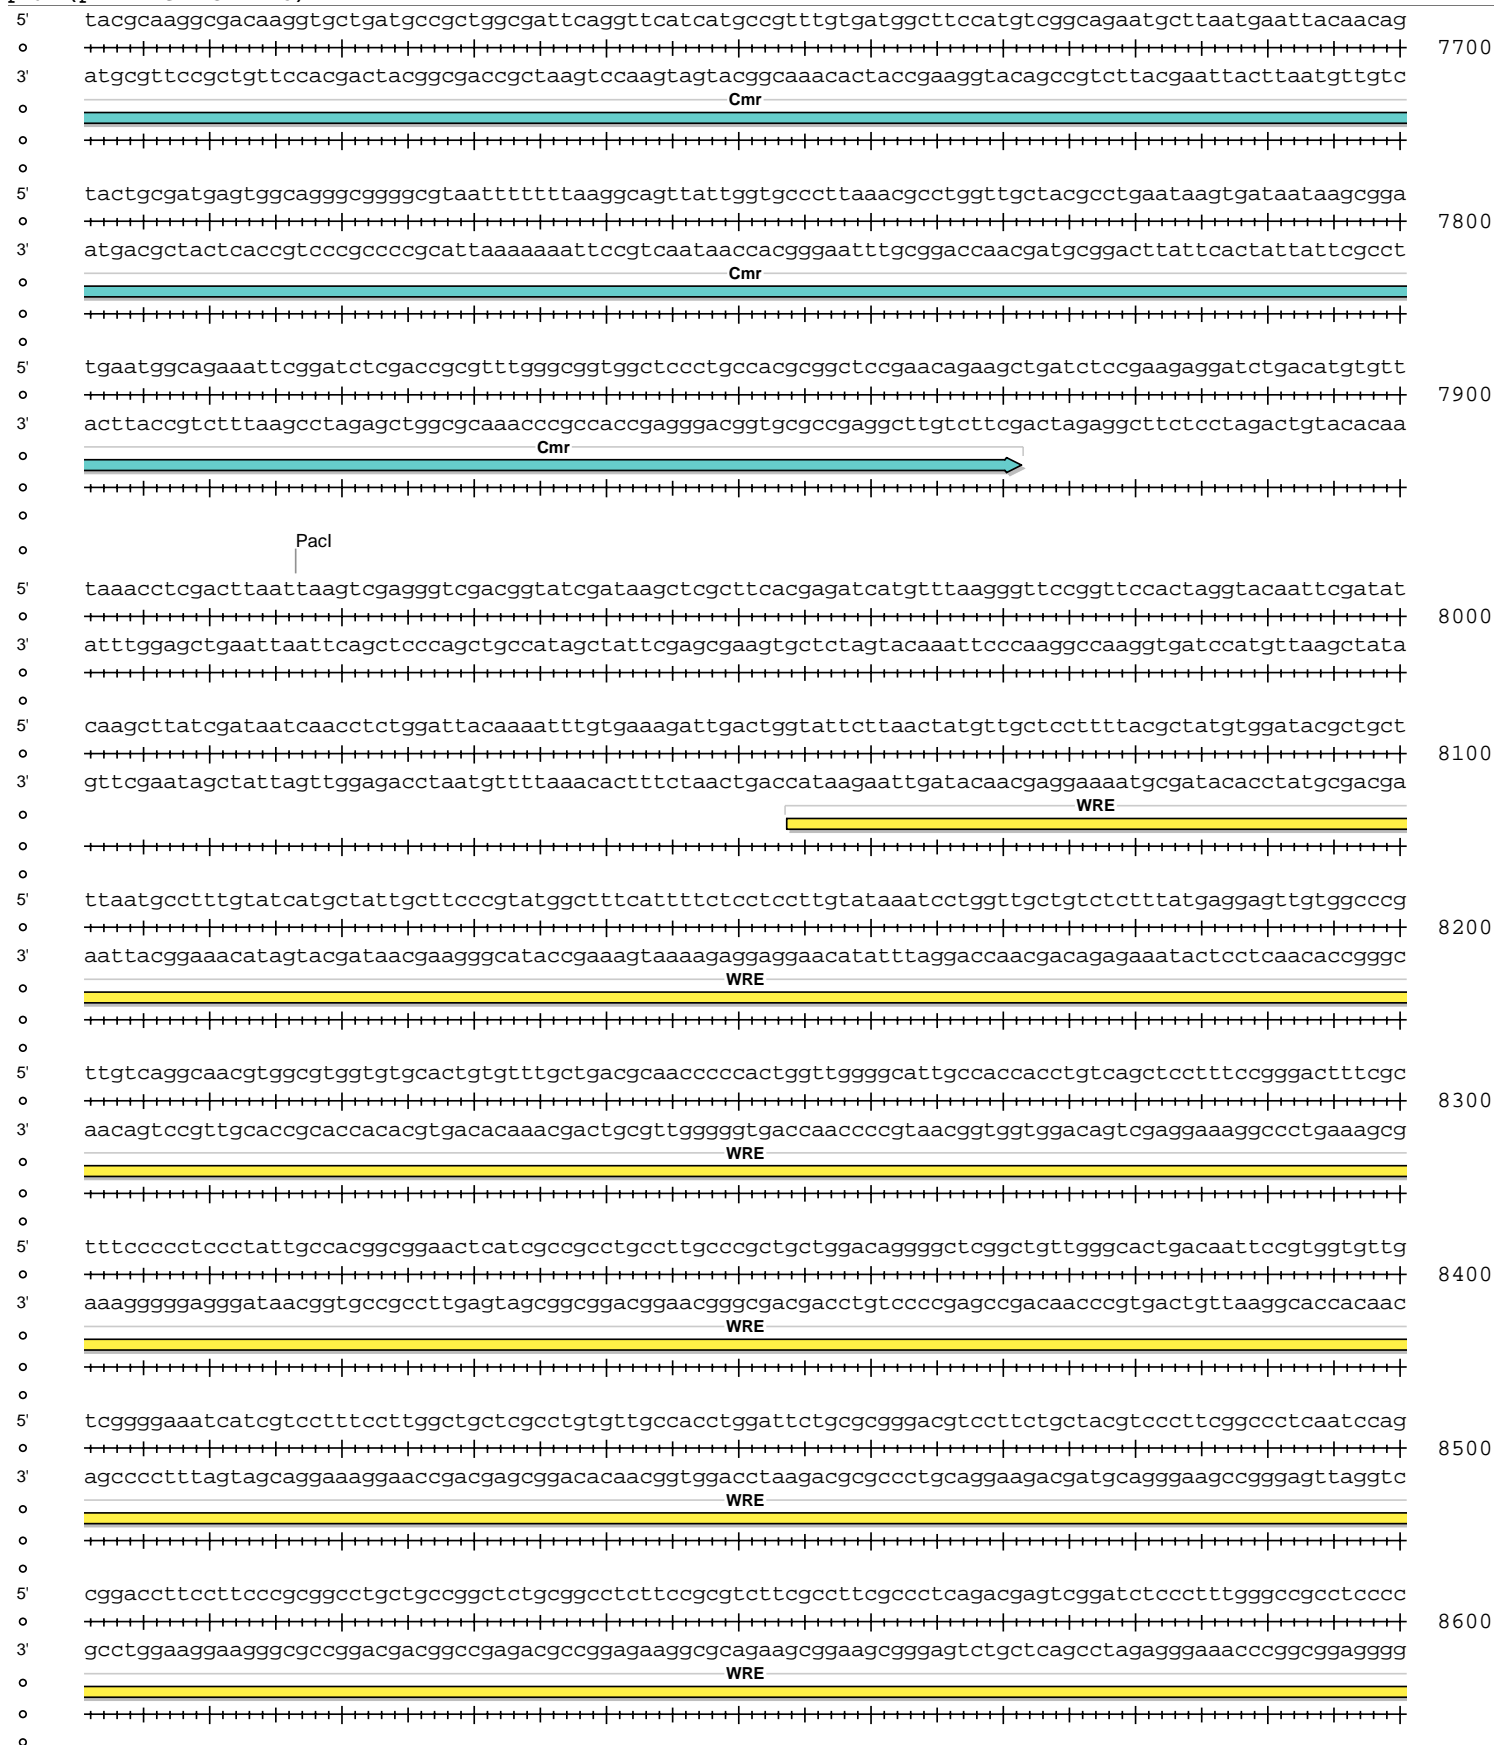 5' tacgcaaggcgacaaggtgctgatgccgctggcgattcaggttcatcatgccgtttgtgatggcttccatgtcggcagaatgcttaatgaattacaacag
7700
3' atgcgttccgctgttccacgactacggcgaccgctaagtccaagtagtacggcaaacactaccgaaggtacagccgtcttacgaattacttaatgttgtc
Cmr
5' tactgcgatgagtggcagggcggggcgtaatttttttaaggcagttattggtgcccttaaacgcctggttgctacgcctgaataagtgataataagcgga
7800
3' atgacgctactcaccgtcccgccccgcattaaaaaaattccgtcaataaccacgggaatttgcggaccaacgatgcggacttattcactattattcgcct
Cmr
5' tgaatggcagaaattcggatctcgaccgcgtttgggcggtggctccctgccacgcggctccgaacagaagctgatctccgaagaggatctgacatgtgtt
7900
3' acttaccgtctttaagcctagagctggcgcaaacccgccaccgagggacggtgcgccgaggcttgtcttcgactagaggcttctcctagactgtacacaa
Cmr
PacI
5' taaacctcgacttaattaagtcgagggtcgacggtatcgataagctcgcttcacgagatcatgtttaagggttccggttccactaggtacaattcgatat
8000
3' atttggagctgaattaattcagctcccagctgccatagctattcgagcgaagtgctctagtacaaattcccaaggccaaggtgatccatgttaagctata
5' caagcttatcgataatcaacctctggattacaaaatttgtgaaagattgactggtattcttaactatgttgctccttttacgctatgtggatacgctgct
8100
3' gttcgaatagctattagttggagacctaatgttttaaacactttctaactgaccataagaattgatacaacgaggaaaatgcgatacacctatgcgacga
WRE
5' ttaatgcctttgtatcatgctattgcttcccgtatggctttcattttctcctccttgtataaatcctggttgctgtctctttatgaggagttgtggcccg
8200
3' aattacggaaacatagtacgataacgaagggcataccgaaagtaaaagaggaggaacatatttaggaccaacgacagagaaatactcctcaacaccgggc
WRE
5' ttgtcaggcaacgtggcgtggtgtgcactgtgtttgctgacgcaacccccactggttggggcattgccaccacctgtcagctcctttccgggactttcgc
8300
3' aacagtccgttgcaccgcaccacacgtgacacaaacgactgcgttgggggtgaccaaccccgtaacggtggtggacagtcgaggaaaggccctgaaagcg
WRE
5' tttccccctccctattgccacggcggaactcatcgccgcctgccttgcccgctgctggacaggggctcggctgttgggcactgacaattccgtggtgttg
8400
3' aaagggggagggataacggtgccgccttgagtagcggcggacggaacgggcgacgacctgtccccgagccgacaacccgtgactgttaaggcaccacaac
WRE
5' tcggggaaatcatcgtcctttccttggctgctcgcctgtgttgccacctggattctgcgcgggacgtccttctgctacgtcccttcggccctcaatccag
8500
3' agcccctttagtagcaggaaaggaaccgacgagcggacacaacggtggacctaagacgcgccctgcaggaagacgatgcagggaagccgggagttaggtc
WRE
5' cggaccttccttcccgcggcctgctgccggctctgcggcctcttccgcgtcttcgccttcgccctcagacgagtcggatctccctttgggccgcctcccc
8600
3' gcctggaaggaagggcgccggacgacggccgagacgccggagaaggcgcagaagcggaagcgggagtctgctcagcctagagggaaacccggcggagggg
WRE